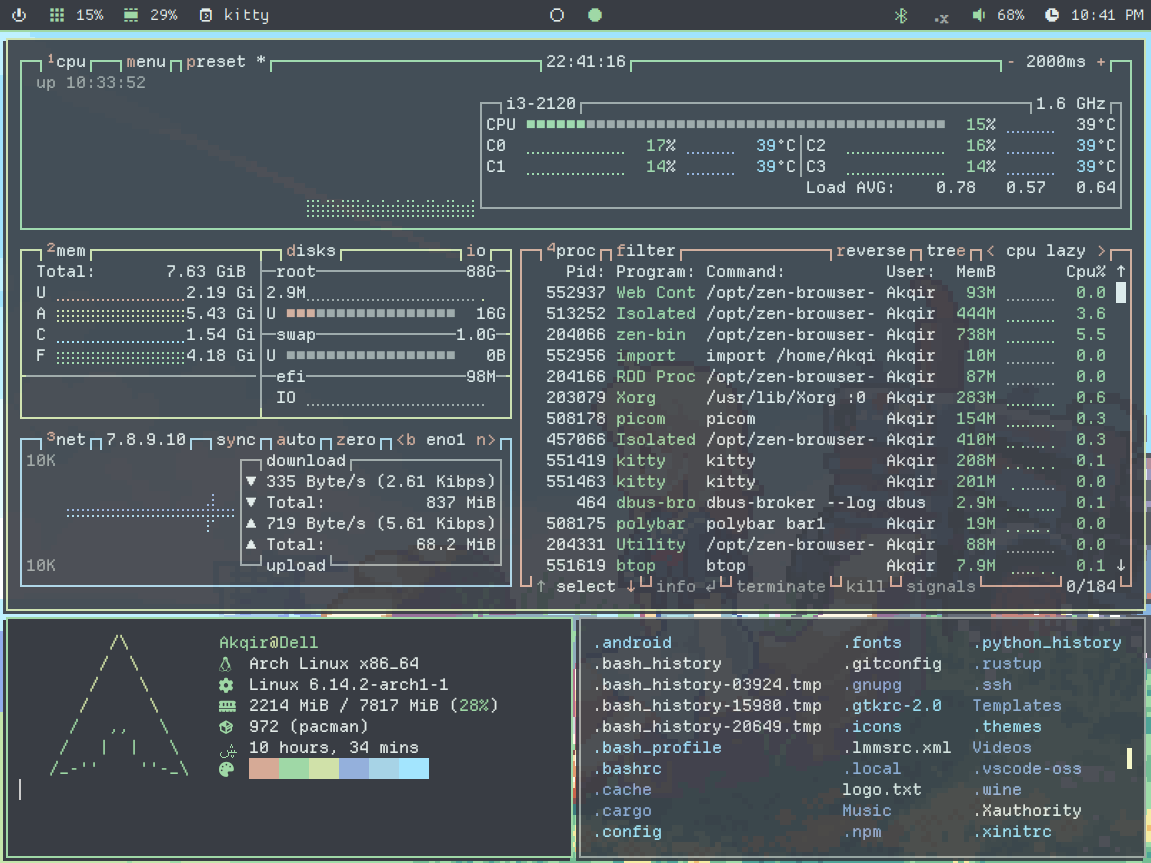 15% 29% kitty .x 68% 10:41 PM
1cpu menu preset * 22:41:16 - 2000ms +
up 10:33:52
i3-2120 1.6 GHz
CPU 15% 39°C
C0 17% 39°C C2 16% 39°C
C1 14% 39°C C3 14% 39°C
Load AVG: 0.78 0.57 0.64
2mem disks io
Total: 7.63 GiB root 88G
U 2.19 Gi 2.9M
A 5.43 Gi U 16G
C 1.54 Gi swap 1.0G
F 4.18 Gi U 0B
efi 98M
IO
3net 7.8.9.10 sync auto zero <b eno1 n>
10K download
▼ 335 Byte/s (2.61 Kibps)
▼ Total: 837 MiB
▲ 719 Byte/s (5.61 Kibps)
▲ Total: 68.2 MiB
10K upload
4proc filter reverse tree < cpu lazy >
Pid: Program: Command: User: MemB Cpu% ↑
552937 Web Cont /opt/zen-browser- Akqir 93M 0.0
513252 Isolated /opt/zen-browser- Akqir 444M 3.6
204066 zen-bin /opt/zen-browser- Akqir 738M 5.5
552956 import import /home/Akqi Akqir 10M 0.0
204166 RDD Proc /opt/zen-browser- Akqir 87M 0.0
203079 Xorg /usr/lib/Xorg :0 Akqir 283M 0.6
508178 picom picom Akqir 154M 0.3
457066 Isolated /opt/zen-browser- Akqir 410M 0.3
551419 kitty kitty Akqir 208M 0.1
551463 kitty kitty Akqir 201M 0.0
464 dbus-bro dbus-broker --log dbus 2.9M 0.1
508175 polybar polybar bar1 Akqir 19M 0.0
204331 Utility /opt/zen-browser- Akqir 88M 0.0
551619 btop btop Akqir 7.9M 0.1 ↓
↑ select ↓ info ↲ terminate kill signals 0/184
Akqir@Dell
Arch Linux x86_64
Linux 6.14.2-arch1-1
2214 MiB / 7817 MiB (28%)
972 (pacman)
10 hours, 34 mins
.android .fonts .python_history
.bash_history .gitconfig .rustup
.bash_history-03924.tmp .gnupg .ssh
.bash_history-15980.tmp .gtkrc-2.0 Templates
.bash_history-20649.tmp .icons .themes
.bash_profile .lmmsrc.xml Videos
.bashrc .local .vscode-oss
.cache logo.txt .wine
.cargo Music .Xauthority
.config .npm .xinitrc